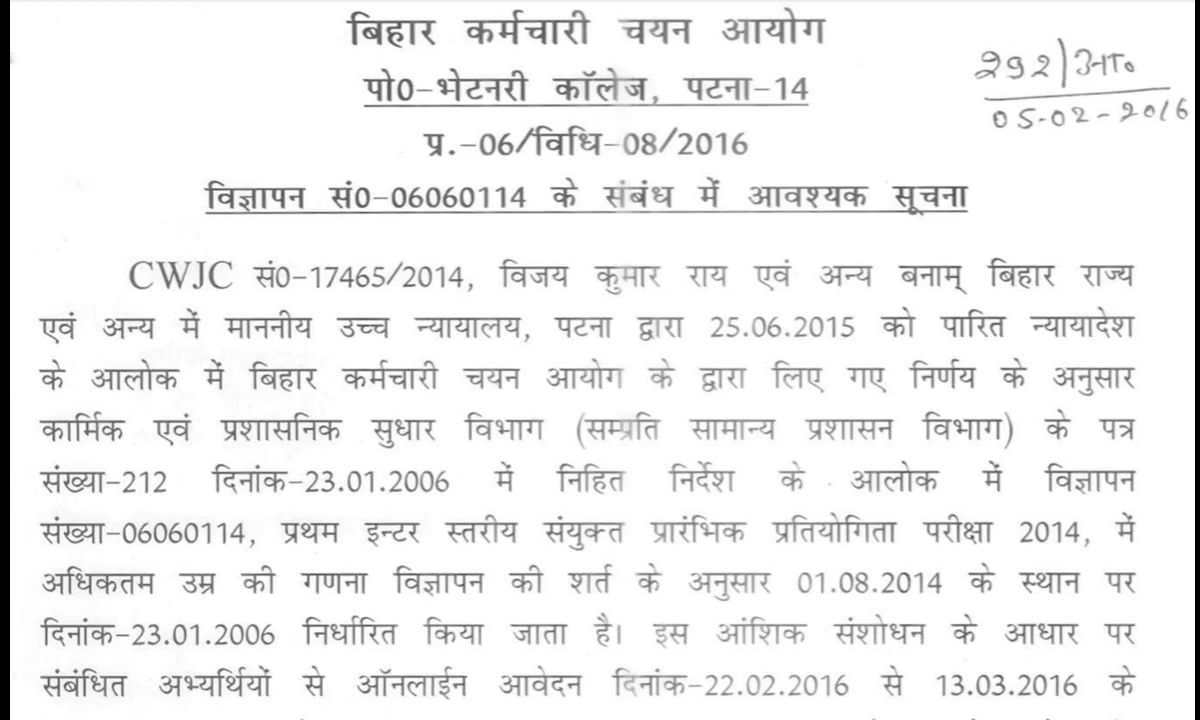 बिहार कर्मचारी चयन आयोग
पो0-भेटनरी कॉलेज, पटना-14
292/आ0
05-02-2016
प्र.-06/विधि-08/2016
विज्ञापन सं0-06060114 के संबंध में आवश्यक सूचना
CWJC सं0-17465/2014, विजय कुमार राय एवं अन्य बनाम् बिहार राज्य
एवं अन्य में माननीय उच्च न्यायालय, पटना द्वारा 25.06.2015 को पारित न्यायादेश
के आलोक में बिहार कर्मचारी चयन आयोग के द्वारा लिए गए निर्णय के अनुसार
कार्मिक एवं प्रशासनिक सुधार विभाग (सम्प्रति सामान्य प्रशासन विभाग) के पत्र
संख्या-212 दिनांक-23.01.2006 में निहित निर्देश के आलोक में विज्ञापन
संख्या-06060114, प्रथम इन्टर स्तरीय संयुक्त प्रारंभिक प्रतियोगिता परीक्षा 2014, में
अधिकतम उम्र की गणना विज्ञापन की शर्त के अनुसार 01.08.2014 के स्थान पर
दिनांक-23.01.2006 निर्धारित किया जाता है। इस आंशिक संशोधन के आधार पर
संबंधित अभ्यर्थियों से ऑनलाईन आवेदन दिनांक-22.02.2016 से 13.03.2016 के